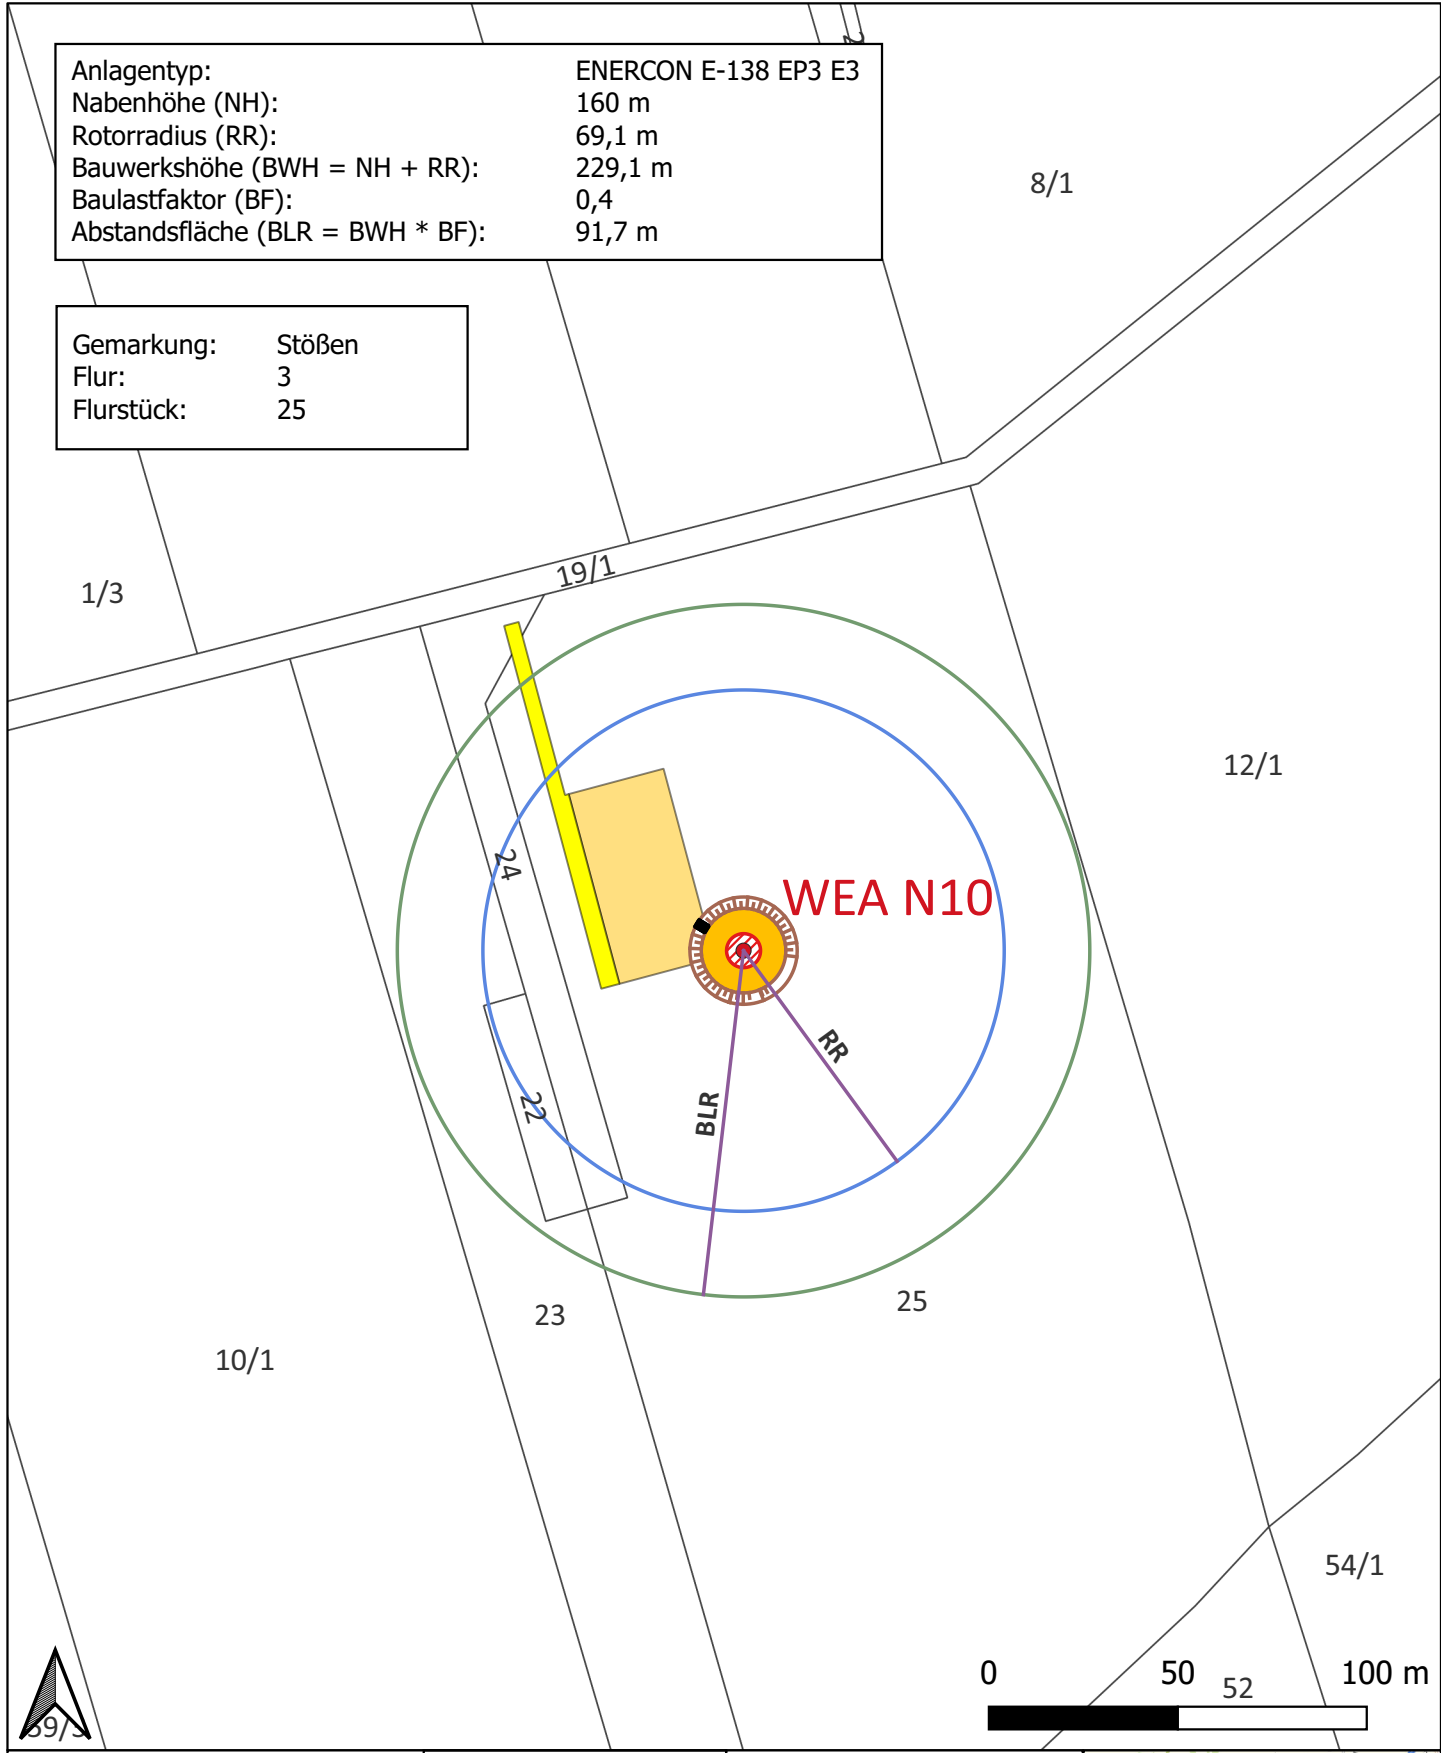 Anlagentyp: ENERCON E-138 EP3 E3
Nabenhöhe (NH): 160 m
Rotorradius (RR): 69,1 m
Bauwerkshöhe (BWH = NH + RR): 229,1 m
Baulastfaktor (BF): 0,4
Abstandsfläche (BLR = BWH * BF): 91,7 m
8/1
Gemarkung: Stößen
Flur: 3
Flurstück: 25
19/1
1/3
12/1
24
WEA N10
RR
BLR
22
25
23
10/1
54/1
0 50 100 m
52